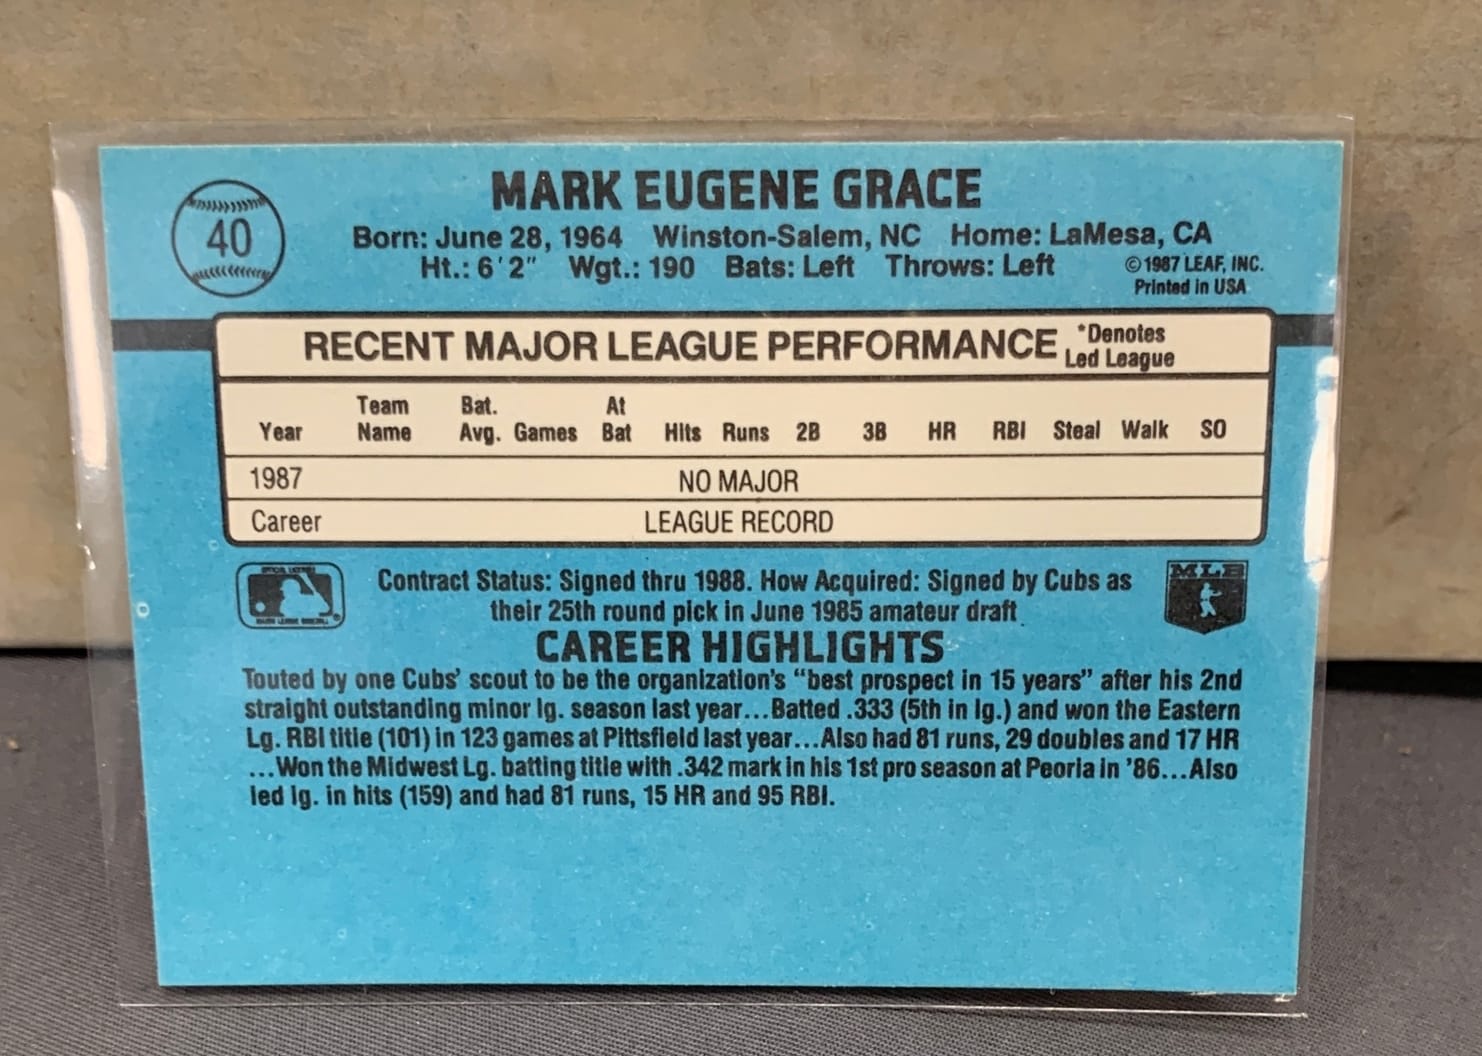 MARK EUGENE GRACE
40
Born: June 28, 1964 Winston-Salem, NC Home: LaMesa, CA
Ht.: 6'2" Wgt.: 190 Bats: Left Throws: Left
©1987 LEAF, INC.
Printed in USA
RECENT MAJOR LEAGUE PERFORMANCE
*Denotes
Led League
Year Team Name Bat. Avg. Games At Bat Hits Runs 2B 3B HR RBI Steal Walk SO
1987 NO MAJOR
Career LEAGUE RECORD
Contract Status: Signed thru 1988. How Acquired: Signed by Cubs as
their 25th round pick in June 1985 amateur draft
MLB
CAREER HIGHLIGHTS
Touted by one Cubs' scout to be the organization's "best prospect in 15 years" after his 2nd
straight outstanding minor lg. season last year...Batted .333 (5th in lg.) and won the Eastern
Lg. RBI title (101) in 123 games at Pittsfield last year...Also had 81 runs, 29 doubles and 17 HR
...Won the Midwest Lg. batting title with .342 mark in his 1st pro season at Peoria in '86...Also
led lg. in hits (159) and had 81 runs, 15 HR and 95 RBI.